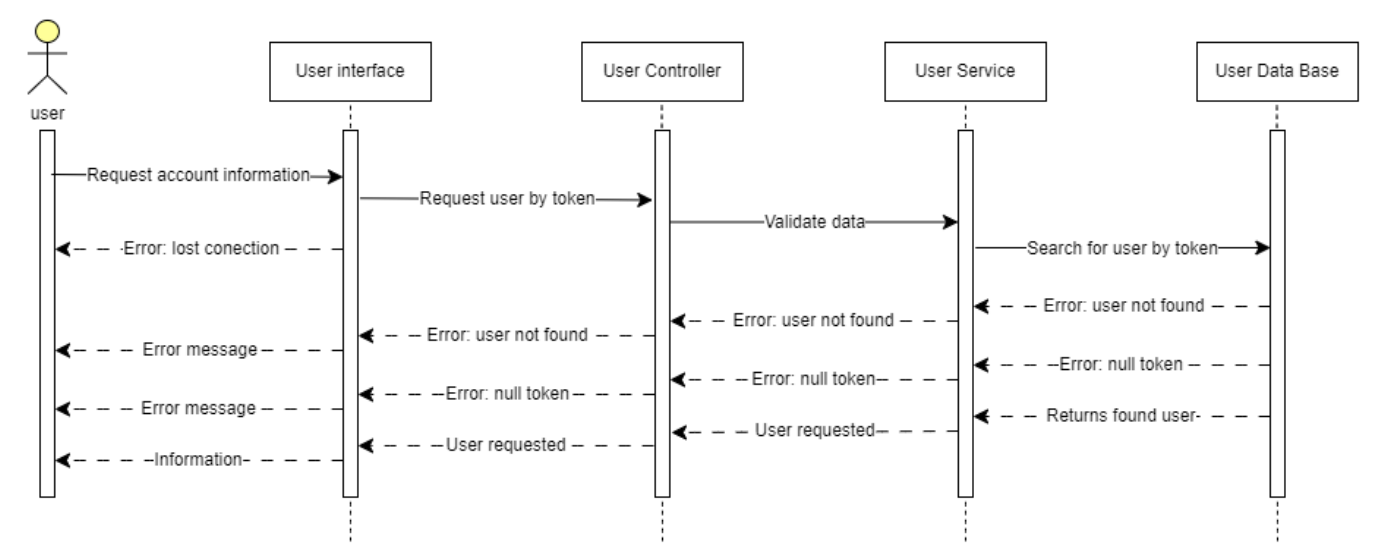 User interface
User Controller
User Service
User Data Base
user
Request account information
Request user by token
Validate data
Error: lost conection
Search for user by token
Error: user not found
Error: user not found
Error: user not found
Error message
Error: null token
Error: null token
Error: null token
Error message
Returns found user
User requested
User requested
Information